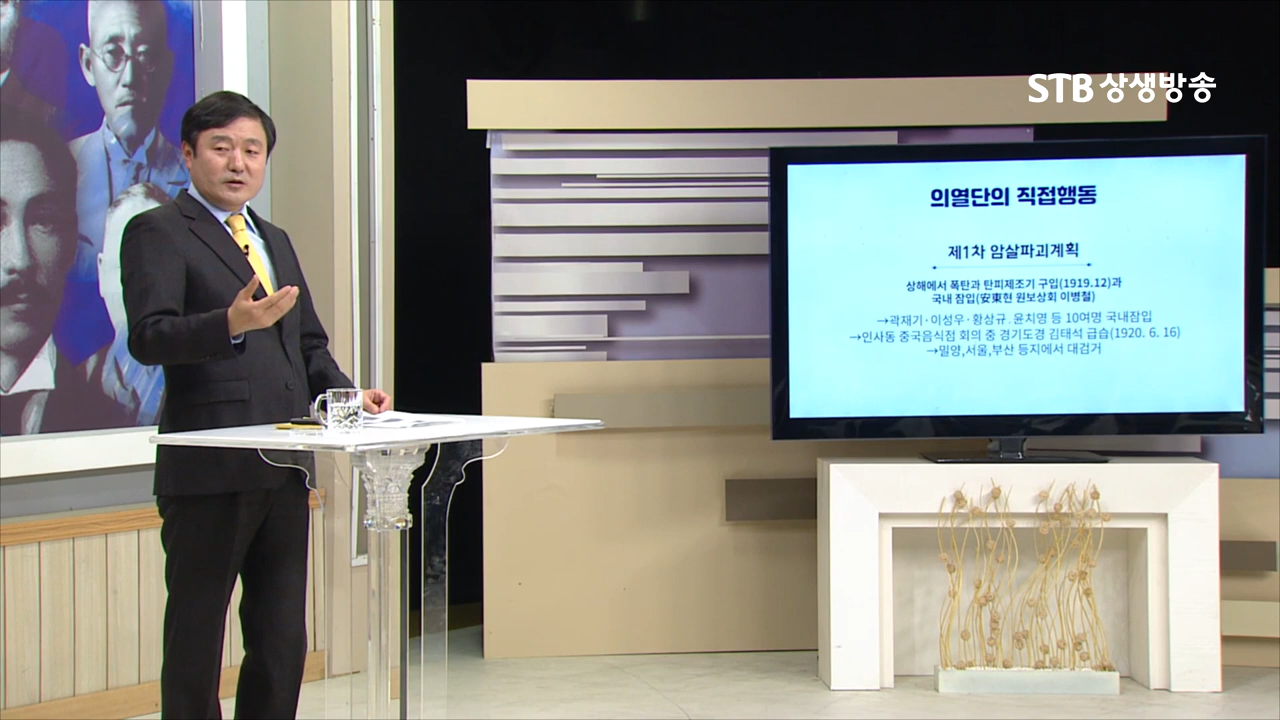 STB 상생방송
의열단의 직접행동
제1차 암살파괴계획
상해에서 폭탄과 탄피제조기 구입(1919.12)과
국내 잠입(安東현 원보상회 이병철)
→곽재기·이성우·황상규.윤치영 등 10여명 국내잠입
→인사동 중국음식점 회의 중 경기도경 김태석 급습(1920. 6. 16)
→밀양,서울,부산 등지에서 대검거